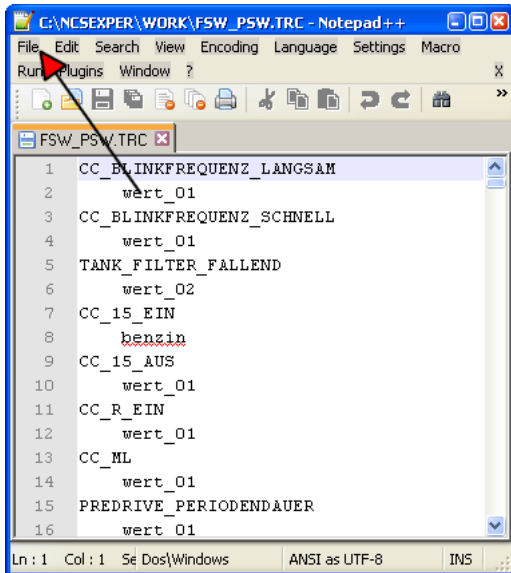 C:\NCSEXPER\WORK\FSW_PSW.TRC - Notepad++
File Edit Search View Encoding Language Settings Macro
Run Plugins Window ? X
»
FSW_PSW.TRC
1 CC_BLINKFREQUENZ_LANGSAM
2 wert_01
3 CC_BLINKFREQUENZ_SCHNELL
4 wert_01
5 TANK_FILTER_FALLEND
6 wert_02
7 CC_15_EIN
8 benzin
9 CC_15_AUS
10 wert_01
11 CC_R_EIN
12 wert_01
13 CC_ML
14 wert_01
15 PREDRIVE_PERIODENDAUER
16 wert_01
Ln : 1 Col : 1 Se Dos\Windows ANSI as UTF-8 INS